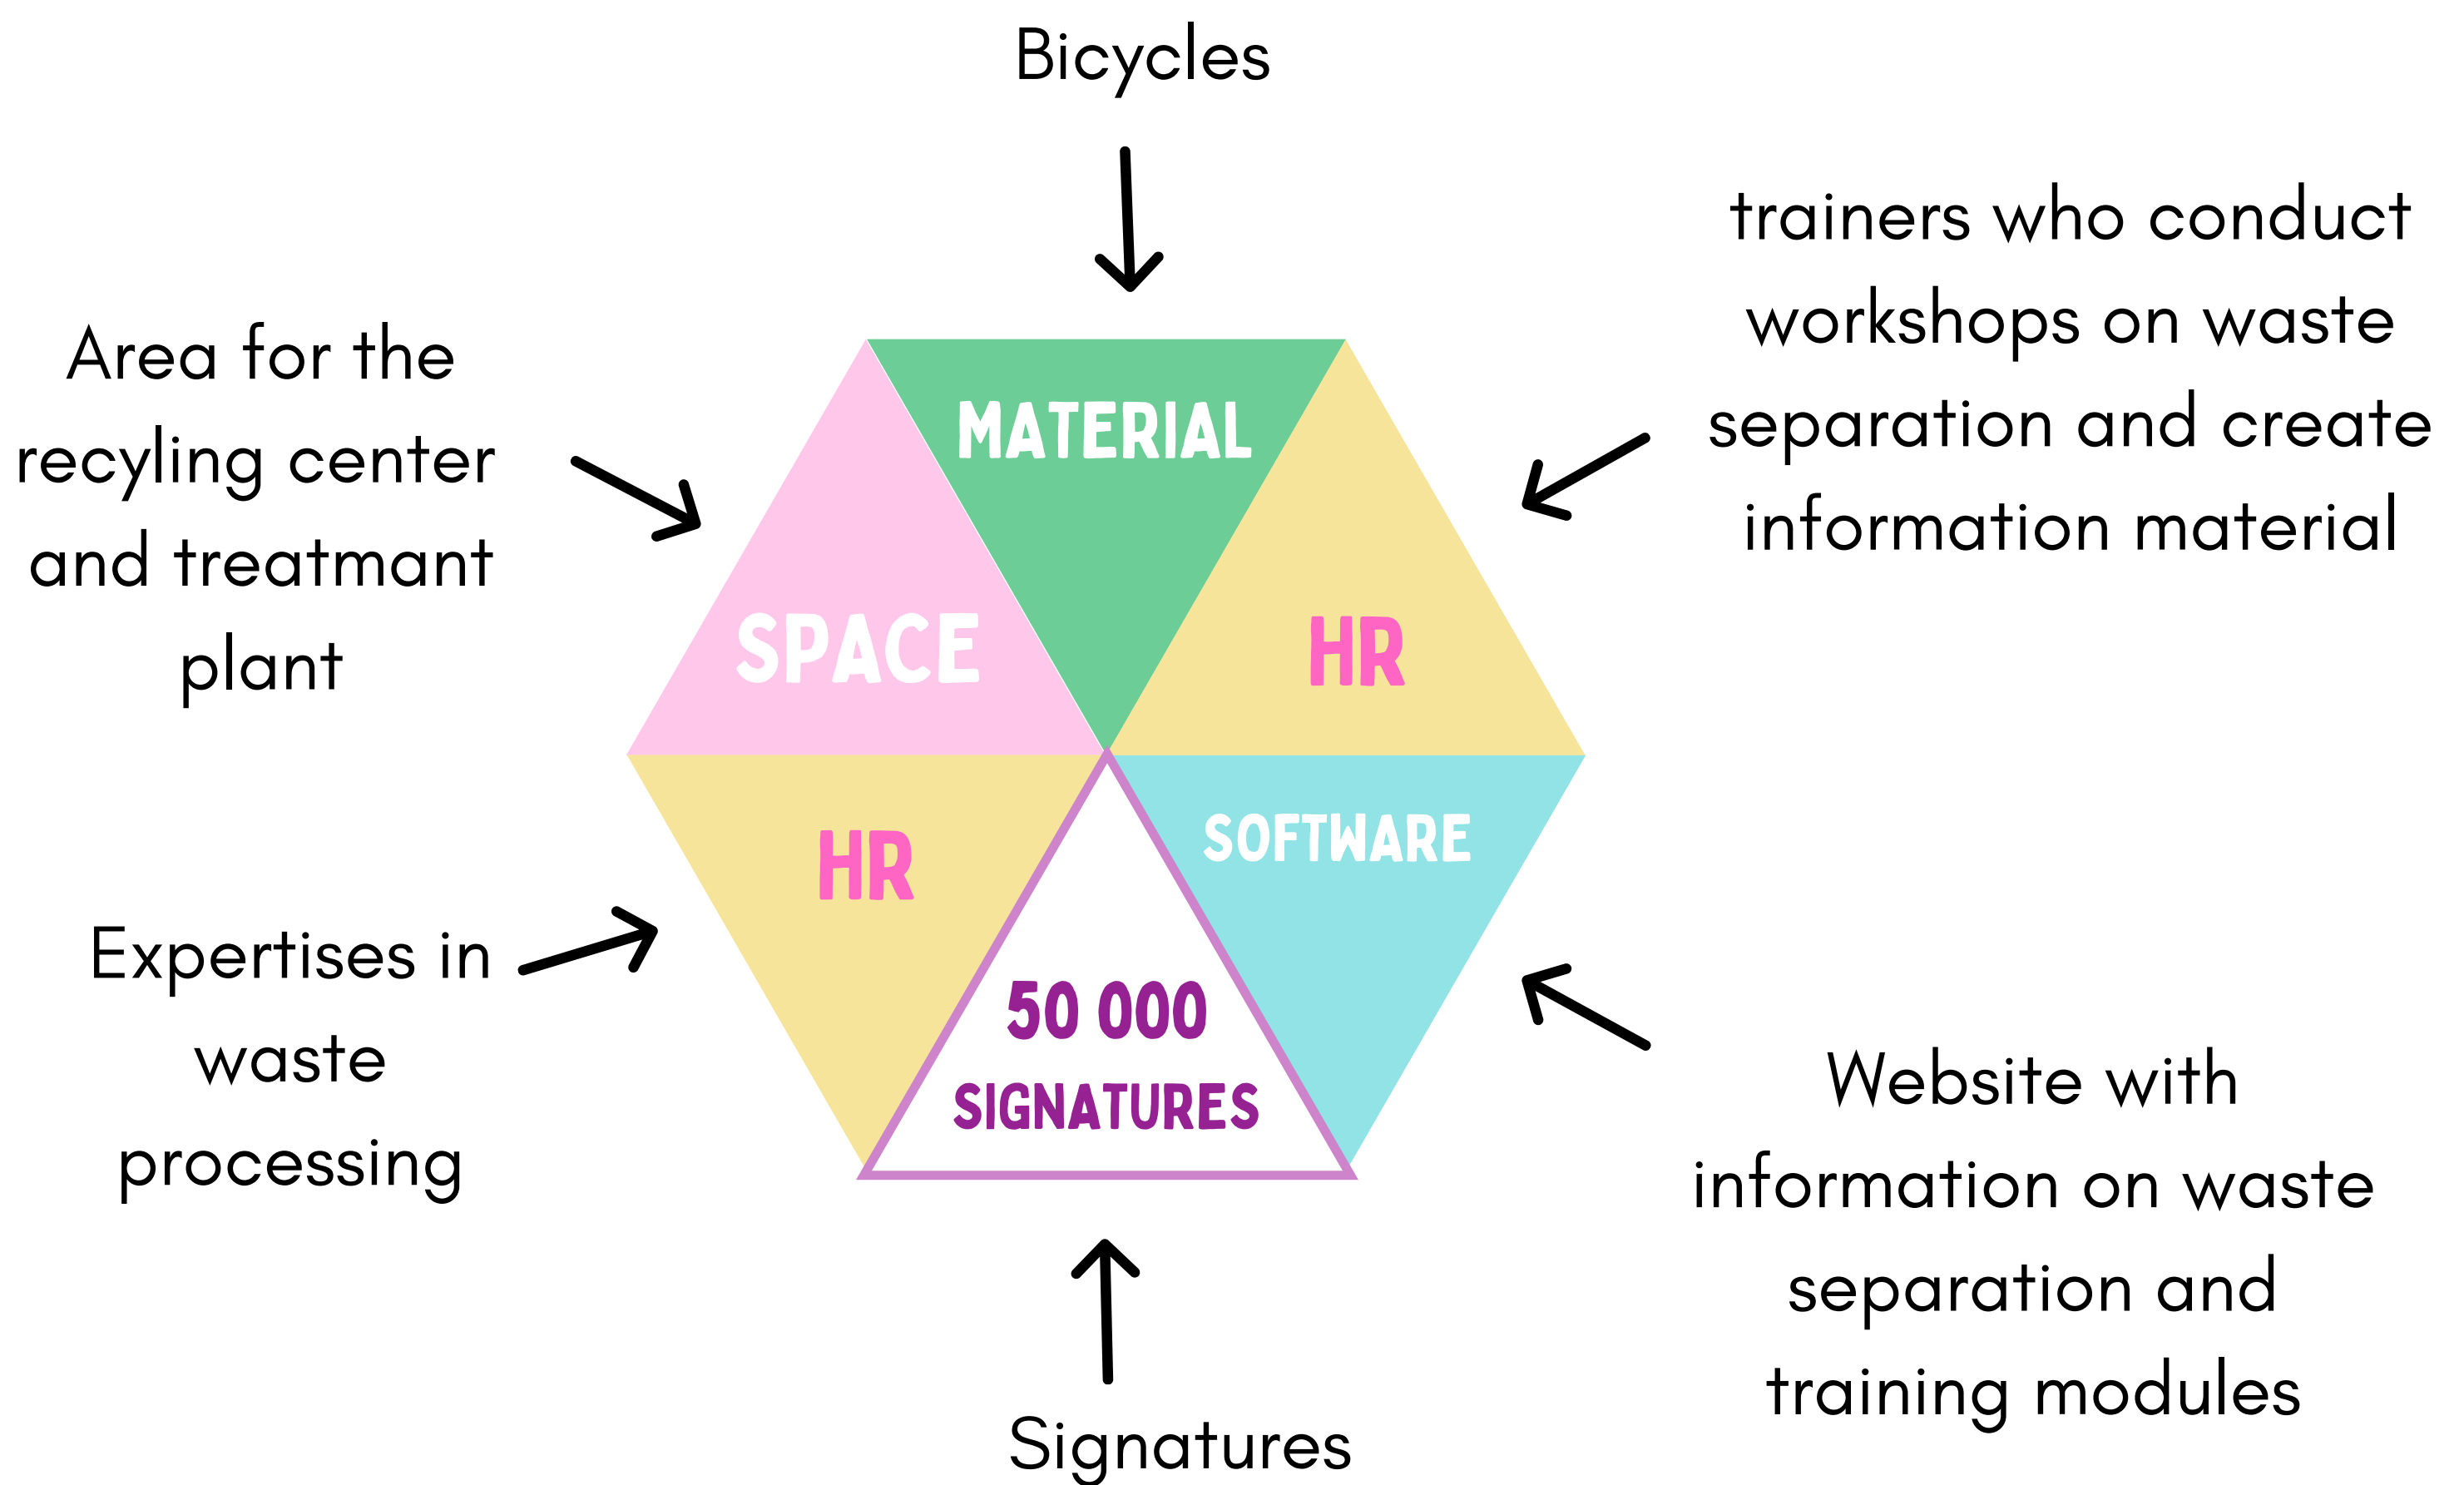 Bicycles
trainers who conduct
workshops on waste
separation and create
information material
Area for the
recyling center
and treatmant
plant
MATERIAL
SPACE
HR
HR
SOFTWARE
50 000
SIGNATURES
Expertises in
waste
processing
Website with
information on waste
separation and
training modules
Signatures